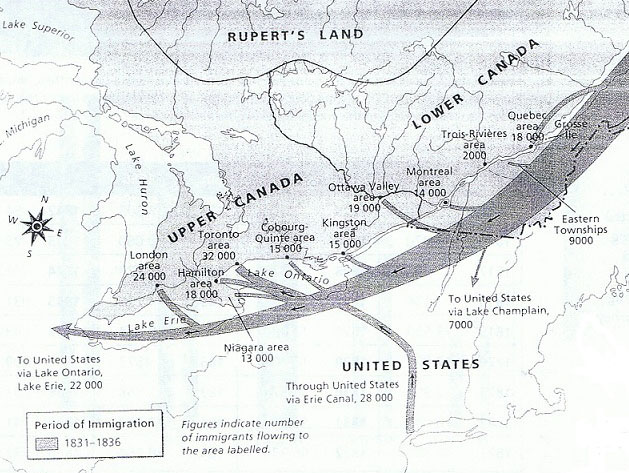 Lake Superior
RUPERT'S LAND
LOWER CANADA
Quebec
area
18 000
Grosse-
Ile
Trois-Rivières
area
2000
Michigan
Lake Huron
Montreal
area
14 000
Ottawa Valley
area
19 000
UPPER CANADA
N
W
E
S
Kingston
area
15 000
Cobourg-
Quinte area
15 000
Toronto
area
32 000
Eastern
Townships
9000
London
area
24 000
Hamilton
area
18 000
Lake Ontario
To United States
via Lake Champlain,
7000
Lake Erie
Niagara area
13 000
To United States
via Lake Ontario,
Lake Erie, 22 000
UNITED STATES
Through United States
via Erie Canal, 28 000
Period of Immigration
1831–1836
Figures indicate number
of immigrants flowing to
the area labelled.